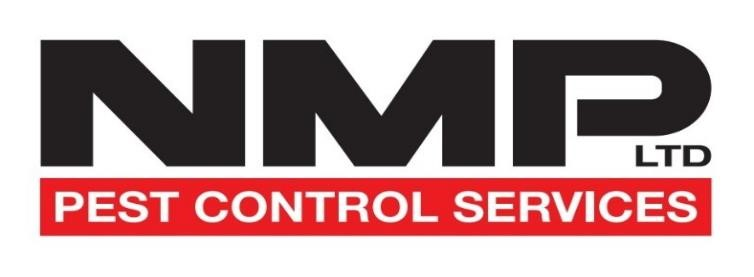 NMP
LTD
PEST CONTROL SERVICES